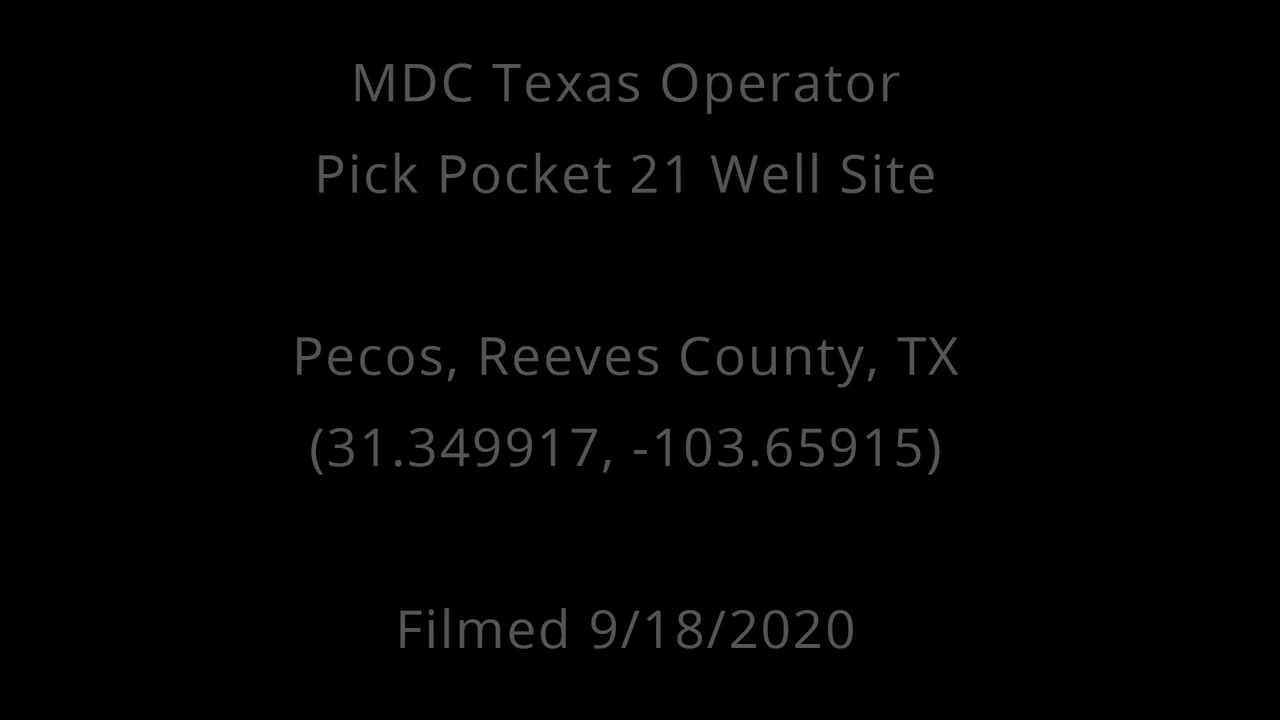 MDC Texas Operator
Pick Pocket 21 Well Site
Pecos, Reeves County, TX
(31.349917, -103.65915)
Filmed 9/18/2020